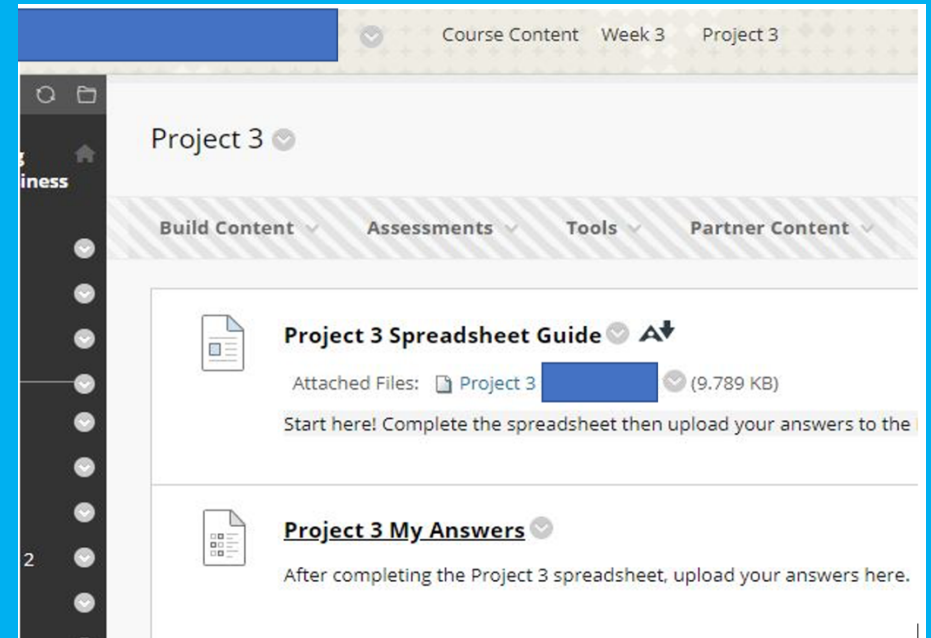 Course Content Week 3 Project 3
iness
Project 3
Build Content Assessments Tools Partner Content
Project 3 Spreadsheet Guide
Attached Files: Project 3 (9.789 KB)
Start here! Complete the spreadsheet then upload your answers to the
Project 3 My Answers
2
After completing the Project 3 spreadsheet, upload your answers here.